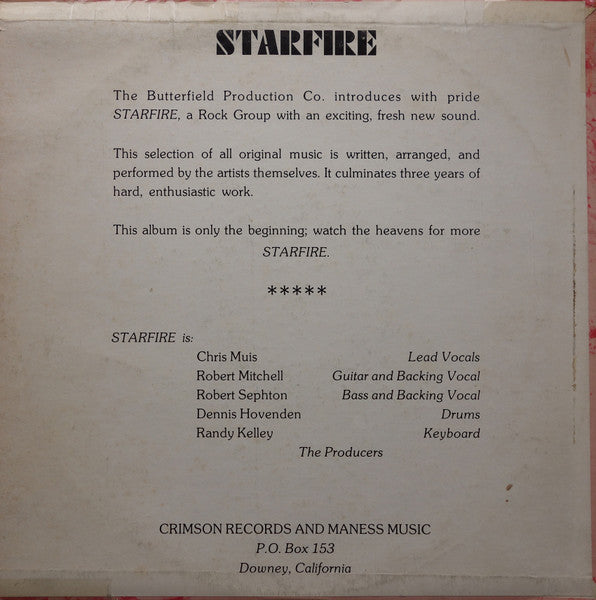 STARFIRE
The Butterfield Production Co. introduces with pride
STARFIRE, a Rock Group with an exciting, fresh new sound.
This selection of all original music is written, arranged, and
performed by the artists themselves. It culminates three years of
hard, enthusiastic work.
This album is only the beginning; watch the heavens for more
STARFIRE.
*****
STARFIRE is:
Chris Muis Lead Vocals
Robert Mitchell Guitar and Backing Vocal
Robert Sephton Bass and Backing Vocal
Dennis Hovenden Drums
Randy Kelley Keyboard
The Producers
CRIMSON RECORDS AND MANESS MUSIC
P.O. Box 153
Downey, California